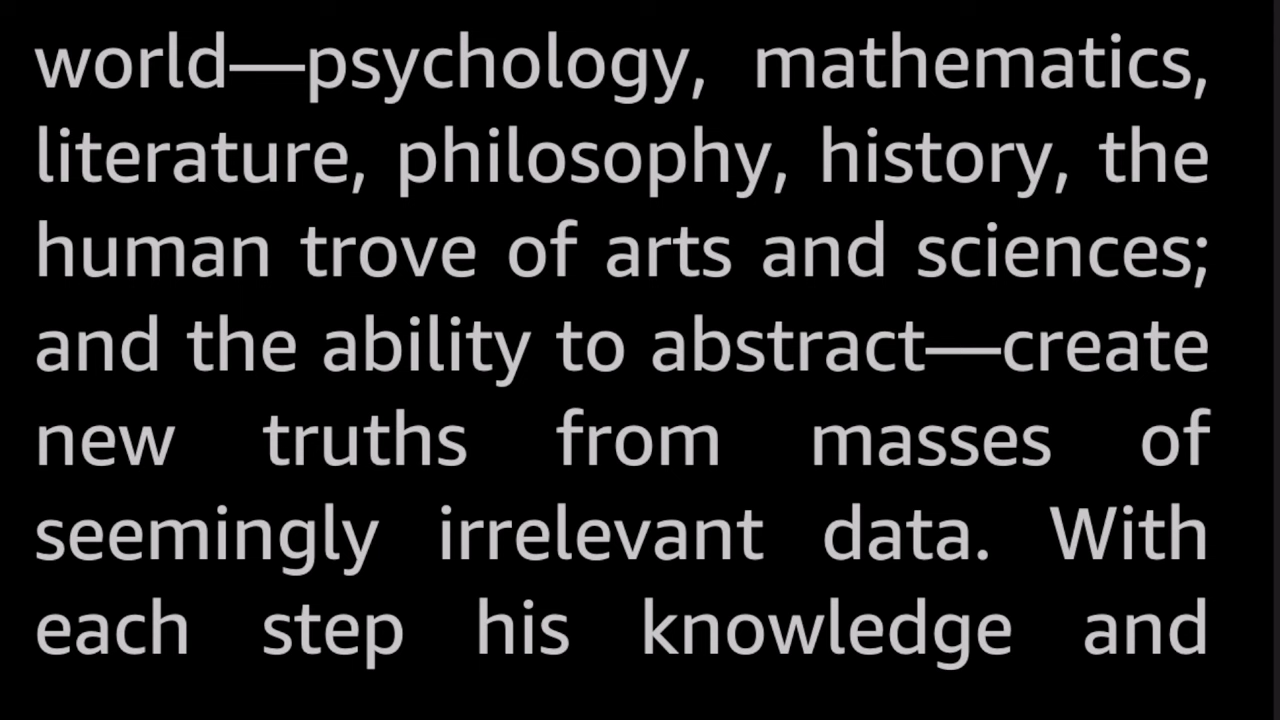 world—psychology, mathematics,
literature, philosophy, history, the
human trove of arts and sciences;
and the ability to abstract—create
new truths from masses of
seemingly irrelevant data. With
each step his knowledge and